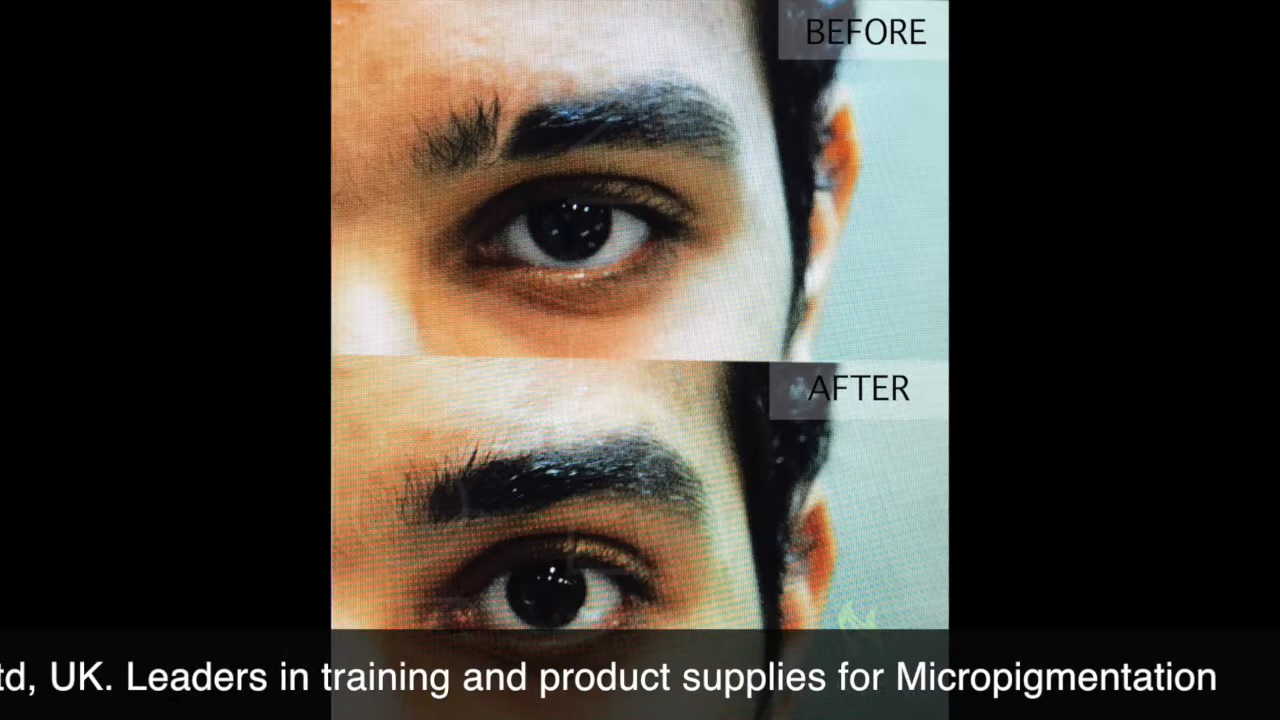 BEFORE
AFTER
td, UK. Leaders in training and product supplies for Micropigmentation